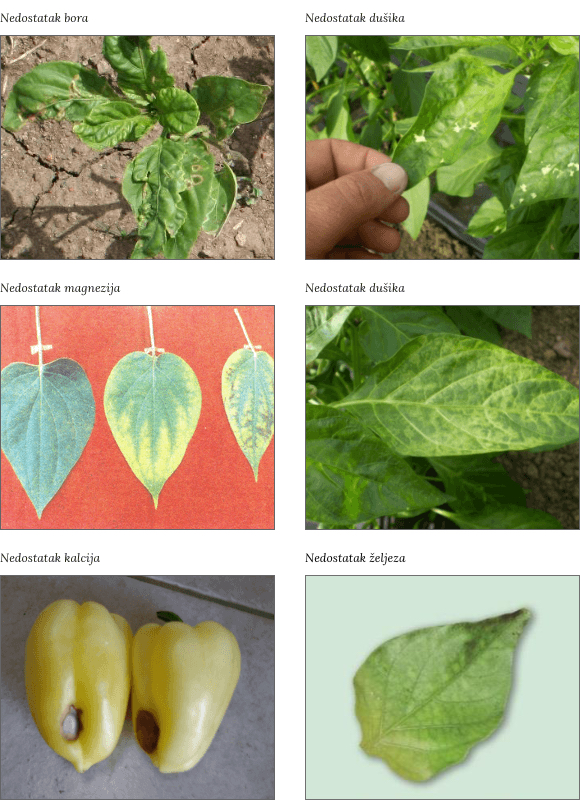 Nedostatak bora
Nedostatak dušika
Nedostatak magnezija
Nedostatak dušika
Nedostatak kalcija
Nedostatak željeza